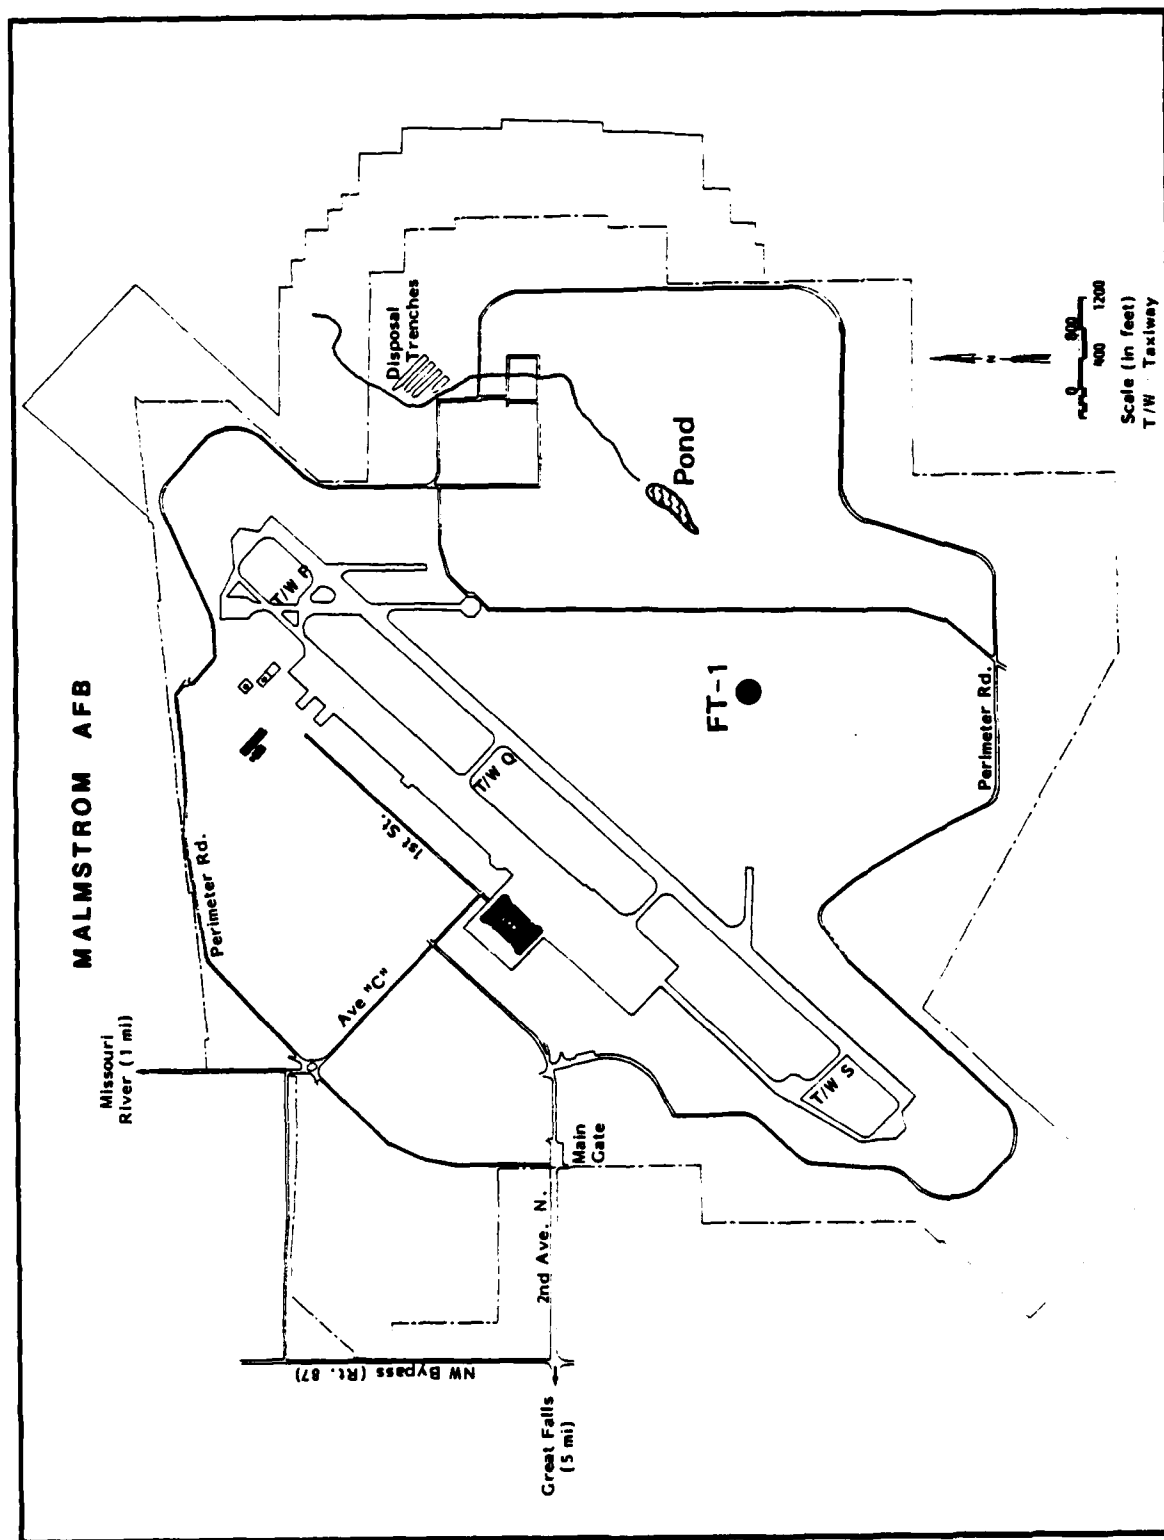 MALMSTROM AFB
Missouri
River (1 mi)
Perimeter Rd.
Disposal
Trenches
T/W P
1st St.
Ave "C"
T/W Q
Pond
FT-1
NW Bypass (Rt. 87)
2nd Ave. N.
Main
Gate
T/W S
Great Falls
(5 mi)
Perimeter Rd.
N
0
400
800
1200
Scale (in feet)
T/W Taxiway